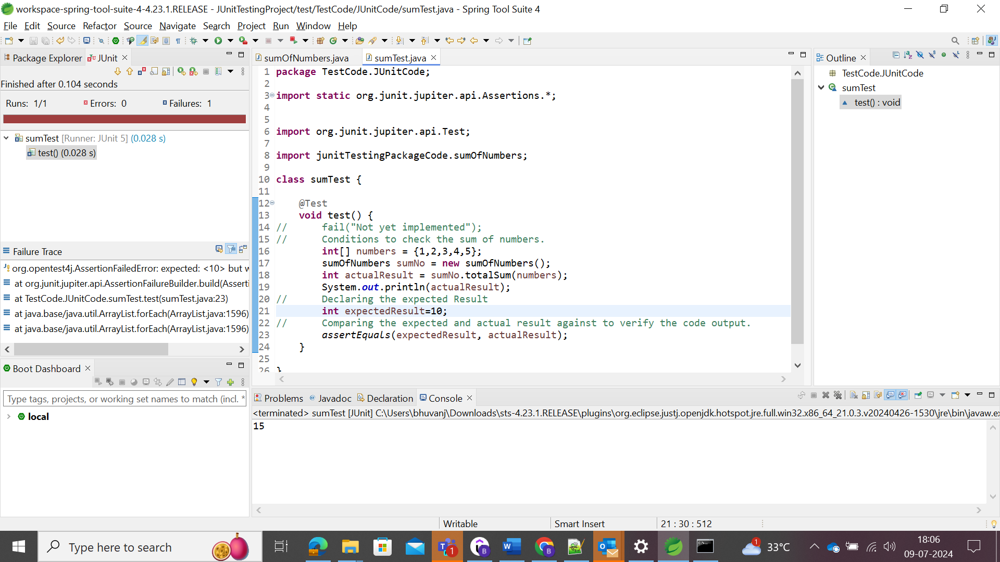 workspace-spring-tool-suite-4-4.23.1.RELEASE - JUnitTestingProject/test/TestCode/JUnitCode/sumTest.java - Spring Tool Suite 4
File Edit Source Refactor Source Navigate Search Project Run Window Help
Package Explorer
JUnit
Finished after 0.104 seconds
Runs: 1/1 Errors: 0 Failures: 1
sumTest [Runner: JUnit 5] (0.028 s)
test() (0.028 s)
Failure Trace
org.opentest4j.AssertionFailedError: expected: <10> but w
at org.junit.jupiter.api.AssertionFailureBuilder.build(Asserti
at TestCode.JUnitCode.sumTest.test(sumTest.java:23)
at java.base/java.util.ArrayList.forEach(ArrayList.java:1596)
at java.base/java.util.ArrayList.forEach(ArrayList.java:1596)
Boot Dashboard
Type tags, projects, or working set names to match (incl. *
local
sumOfNumbers.java
sumTest.java
1 package TestCode.JUnitCode;
2
3 import static org.junit.jupiter.api.Assertions.*;
4
5
6 import org.junit.jupiter.api.Test;
7
8 import junitTestingPackageCode.sumOfNumbers;
9
10 class sumTest {
11
12 @Test
13 void test() {
14 // fail("Not yet implemented");
15 // Conditions to check the sum of numbers.
16 int[] numbers = {1,2,3,4,5};
17 sumOfNumbers sumNo = new sumOfNumbers();
18 int actualResult = sumNo.totalSum(numbers);
19 System.out.println(actualResult);
20 // Declaring the expected Result
21 int expectedResult=10;
22 // Comparing the expected and actual result against to verify the code output.
23 assertEquals(expectedResult, actualResult);
24 }
25
26 }
Outline
TestCode.JUnitCode
sumTest
test() : void
Problems
@ Javadoc
Declaration
Console
<terminated> sumTest [JUnit] C:\Users\bhuvanj\Downloads\sts-4.23.1.RELEASE\plugins\org.eclipse.justj.openjdk.hotspot.jre.full.win32.x86_64_21.0.3.v20240426-1530\jre\bin\javaw.ex
15
Writable
Smart Insert
21 : 30 : 512
Type here to search
1
B
W
B
1
33°C
18:06
09-07-2024